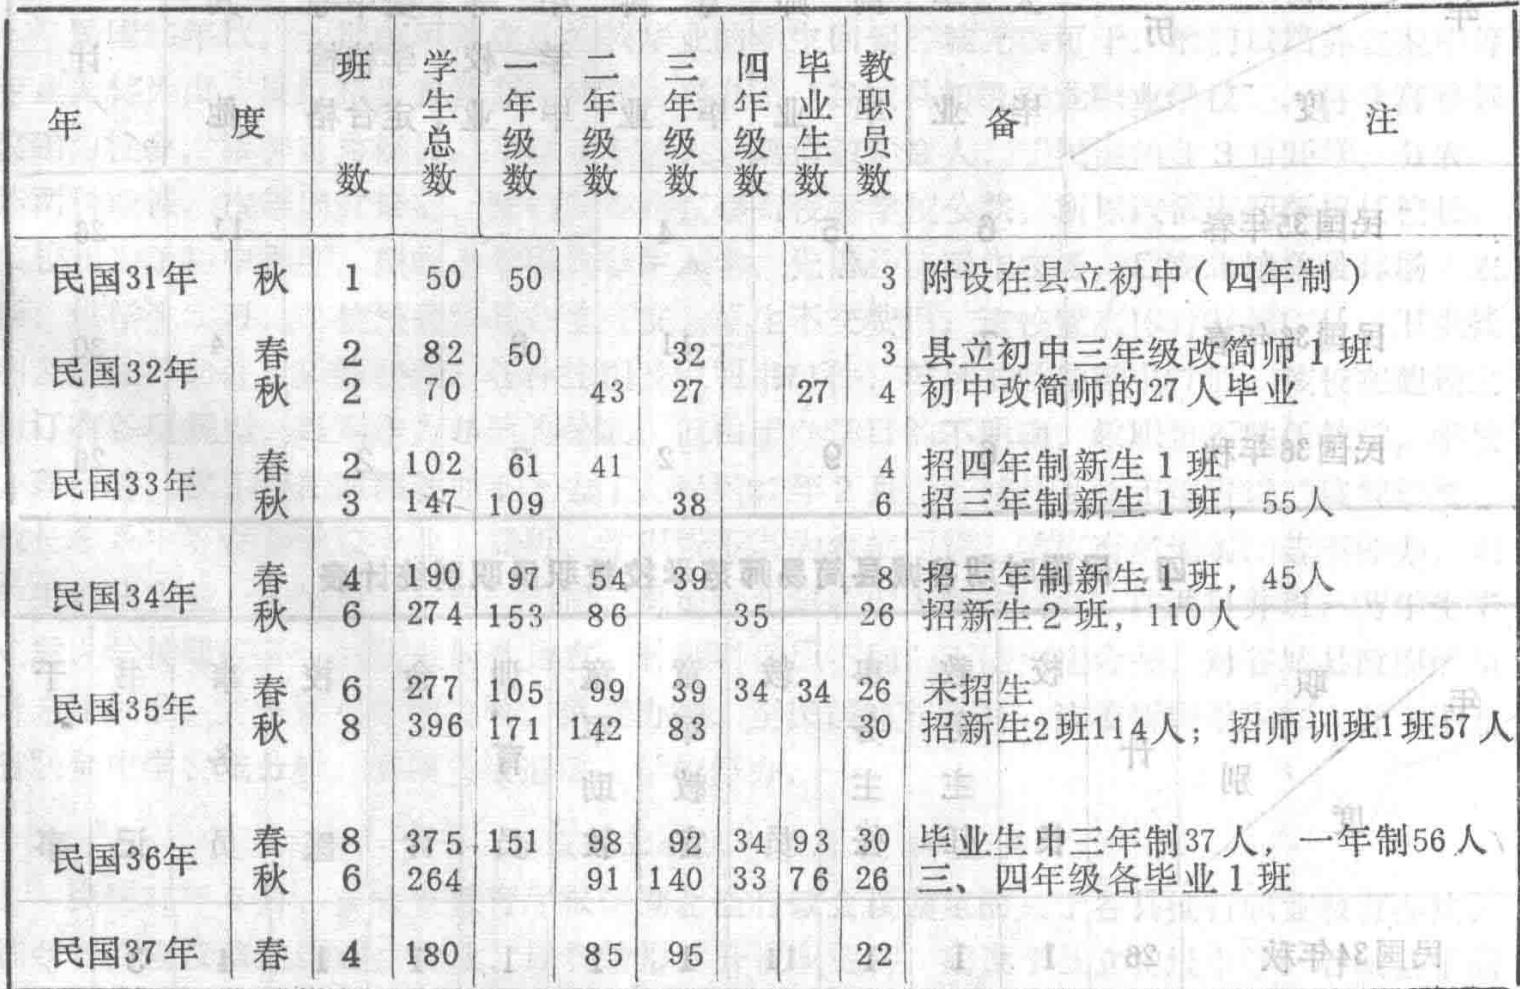 年 度 班数 学生总数 一年级数 二年级数 三年级数 四年级数 毕业生数 教职员数 备 注
民国31年 秋 1 50 50 3 附设在县立初中（四年制）
民国32年 春 2 82 50 32 3 县立初中三年级改简师1班
秋 2 70 43 27 27 4 初中改简师的27人毕业
民国33年 春 2 102 61 41 4 招四年制新生1班
秋 3 147 109 38 6 招三年制新生1班，55人
民国34年 春 4 190 97 54 39 8 招三年制新生1班，45人
秋 6 274 153 86 35 26 招新生2班，110人
民国35年 春 6 277 105 99 39 34 34 26 未招生
秋 8 396 171 142 83 30 招新生2班114人；招师训班1班57人
民国36年 春 8 375 151 98 92 34 93 30 毕业生中三年制37人，一年制56人
秋 6 264 91 140 33 76 26 三、四年级各毕业1班
民国37年 春 4 180 85 95 22